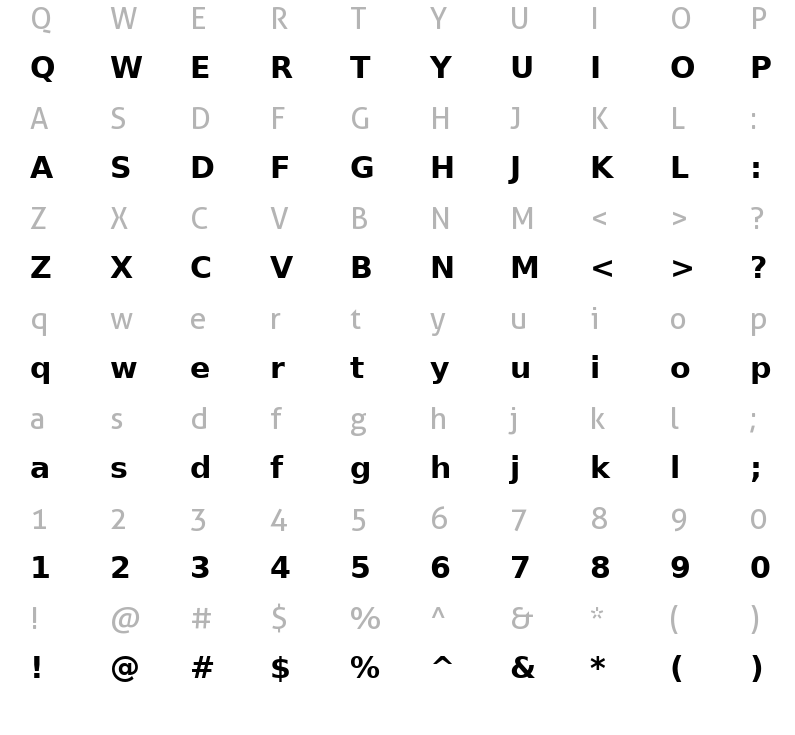 Q W E R T Y U I O P
Q W E R T Y U I O P
A S D F G H J K L :
A S D F G H J K L :
Z X C V B N M < > ?
Z X C V B N M < > ?
q w e r t y u i o p
q w e r t y u i o p
a s d f g h j k l ;
a s d f g h j k l ;
1 2 3 4 5 6 7 8 9 0
1 2 3 4 5 6 7 8 9 0
! @ # $ % ^ & * ( )
! @ # $ % ^ & * ( )